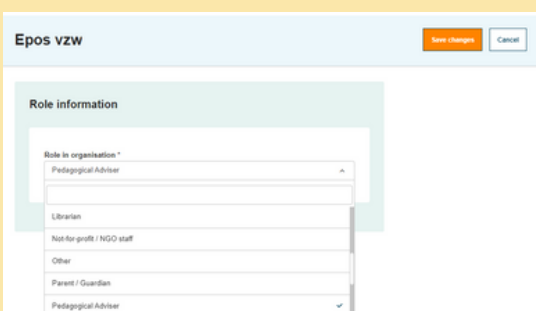 Epos vzw
Save changes
Cancel
Role information
Role in organisation *
Pedagogical Adviser
Librarian
Not-for-profit / NGO staff
Other
Parent / Guardian
Pedagogical Adviser